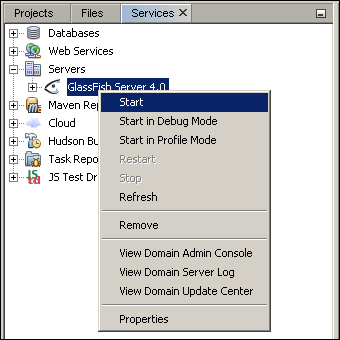 Projects Files Services
Databases
Web Services
Servers
GlassFish Server 4.0
Maven Rep
Cloud
Hudson Bu
Task Repo
JS Test Dr
Start
Start in Debug Mode
Start in Profile Mode
Restart
Stop
Refresh
Remove
View Domain Admin Console
View Domain Server Log
View Domain Update Center
Properties